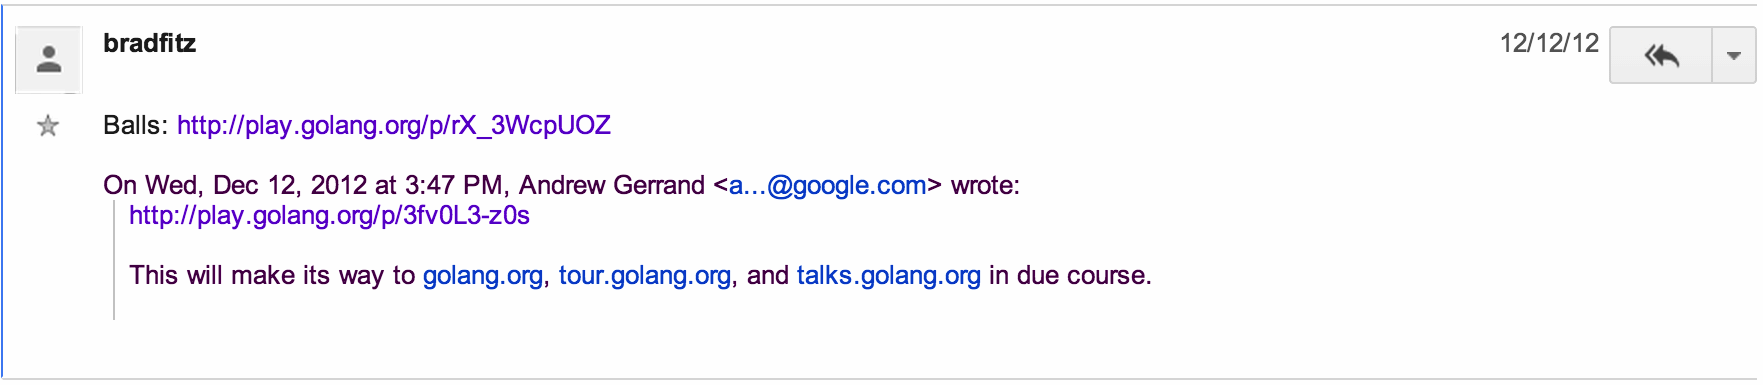 bradfitz 12/12/12
Balls: http://play.golang.org/p/rX_3WcpUOZ
On Wed, Dec 12, 2012 at 3:47 PM, Andrew Gerrand <a...@google.com> wrote:
http://play.golang.org/p/3fv0L3-z0s
This will make its way to golang.org, tour.golang.org, and talks.golang.org in due course.